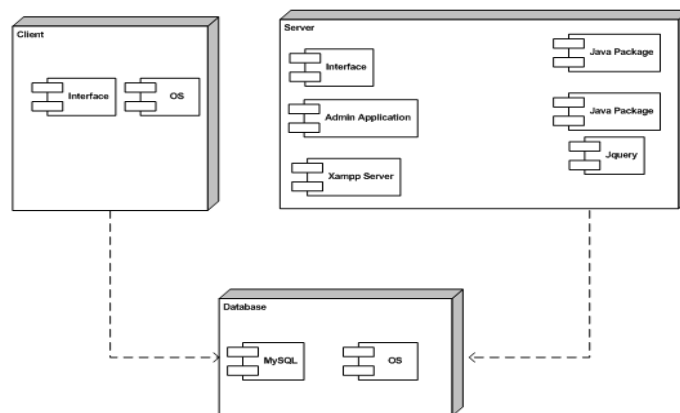 Client
Interface
OS
Server
Interface
Admin Application
Xampp Server
Java Package
Java Package
Jquery
Database
MySQL
OS